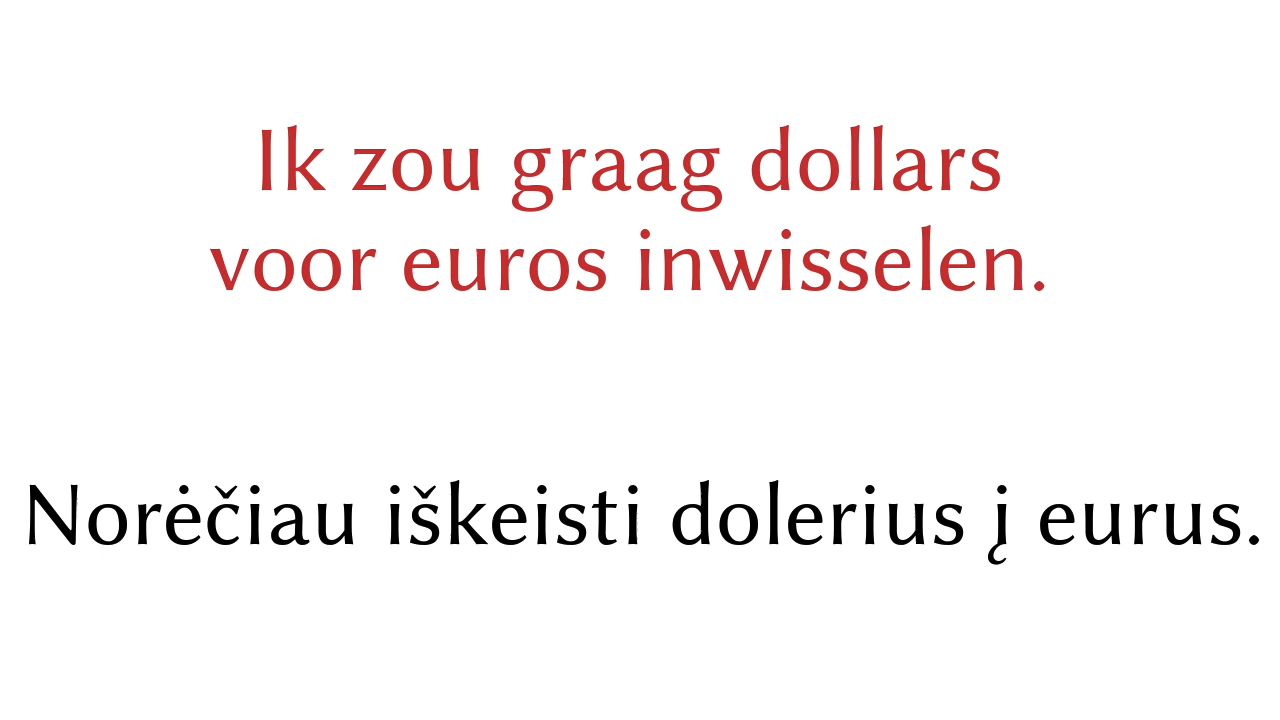 Ik zou graag dollars
voor euros inwisselen.
Norėčiau iškeisti dolerius į eurus.